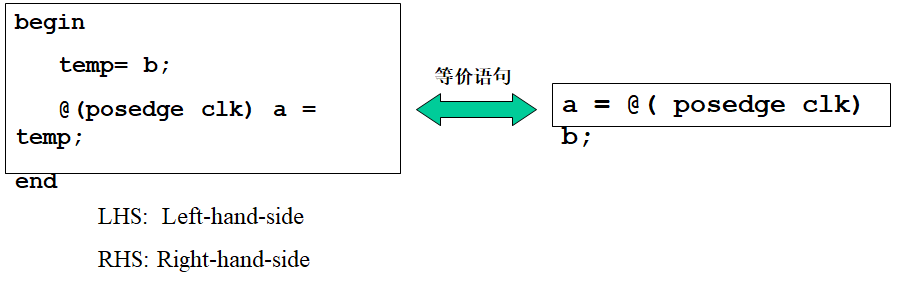 begin
temp= b;
@(posedge clk) a =
temp;
end
等价语句
a = @( posedge clk)
b;
LHS: Left-hand-side
RHS: Right-hand-side